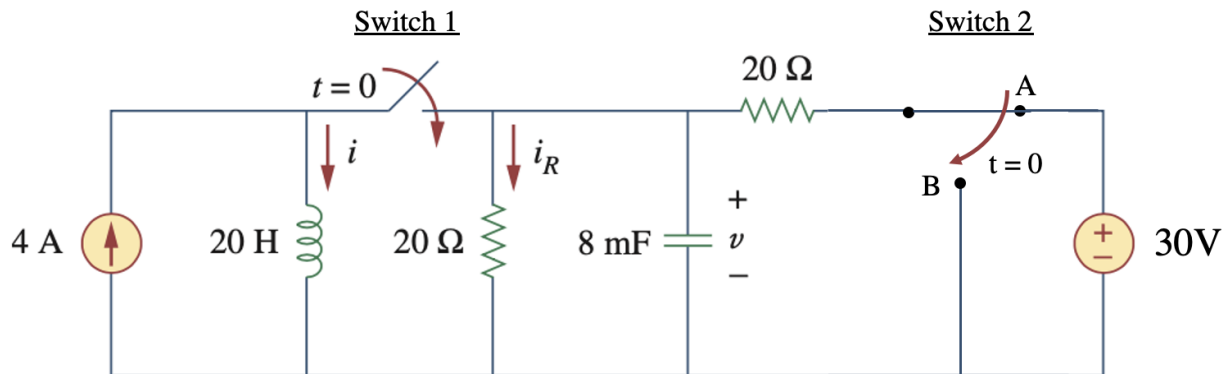 Switch 1
Switch 2
20 Ω
t = 0
A
i
i_R
t = 0
B
+
4 A
20 H
20 Ω
8 mF
v
+
−
30V
−